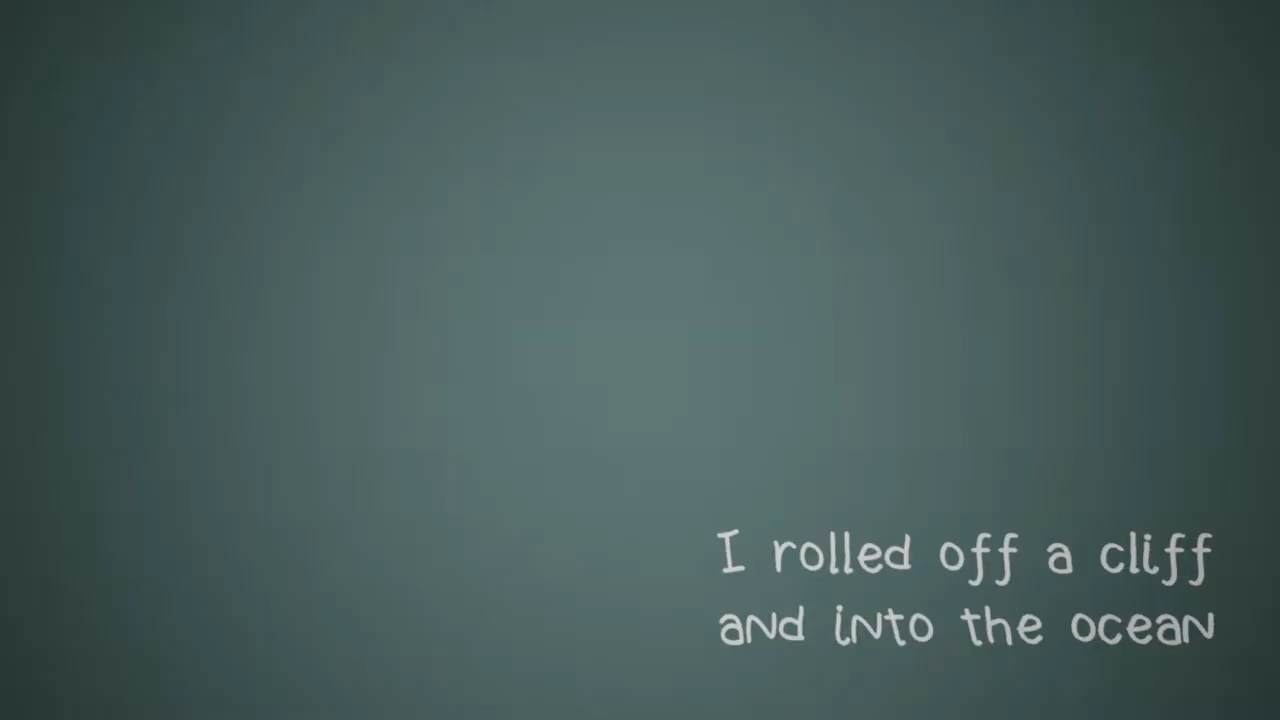 I rolled off a cliff
and into the ocean